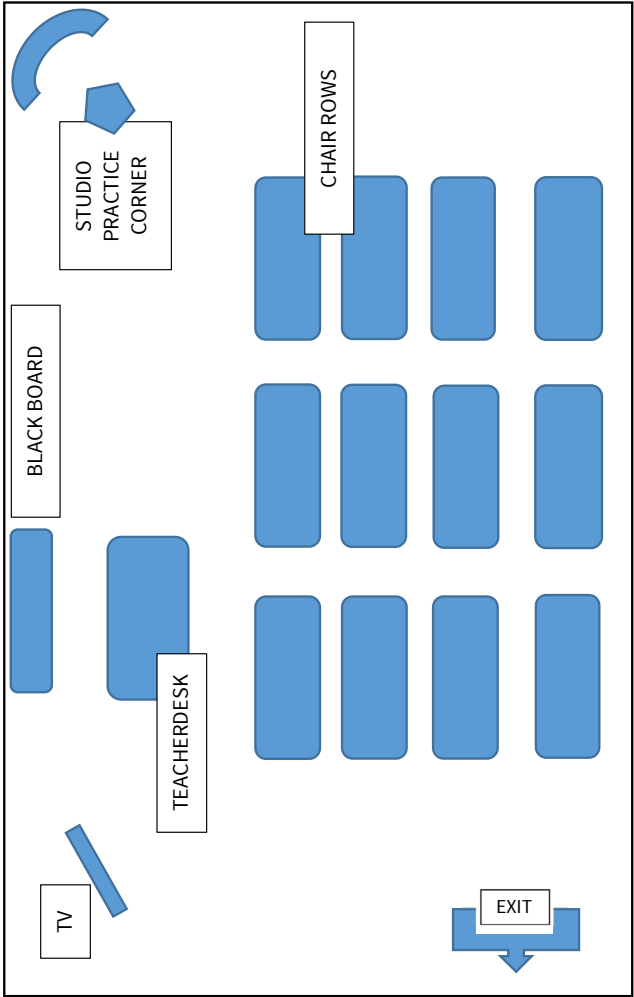 STUDIO
PRACTICE
CORNER
CHAIR ROWS
BLACK BOARD
TEACHERDESK
TV
EXIT